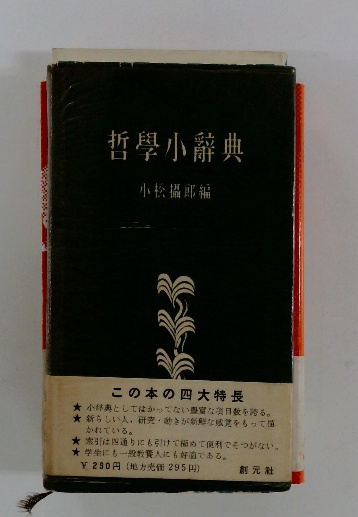 哲學小辭典
小松攝郎編
この本の四大特長
★ 小辞典としてはかってない豊富な項目数を誇る。
★ 新らしい人，研究・動きが新鮮な感覚をもって描
かれている。
★ 索引は四通りにも引けて極めて便利でそつがない。
★ 学生にも一般教養人にも好適である。
¥290円（地方売価 295円）
創元社